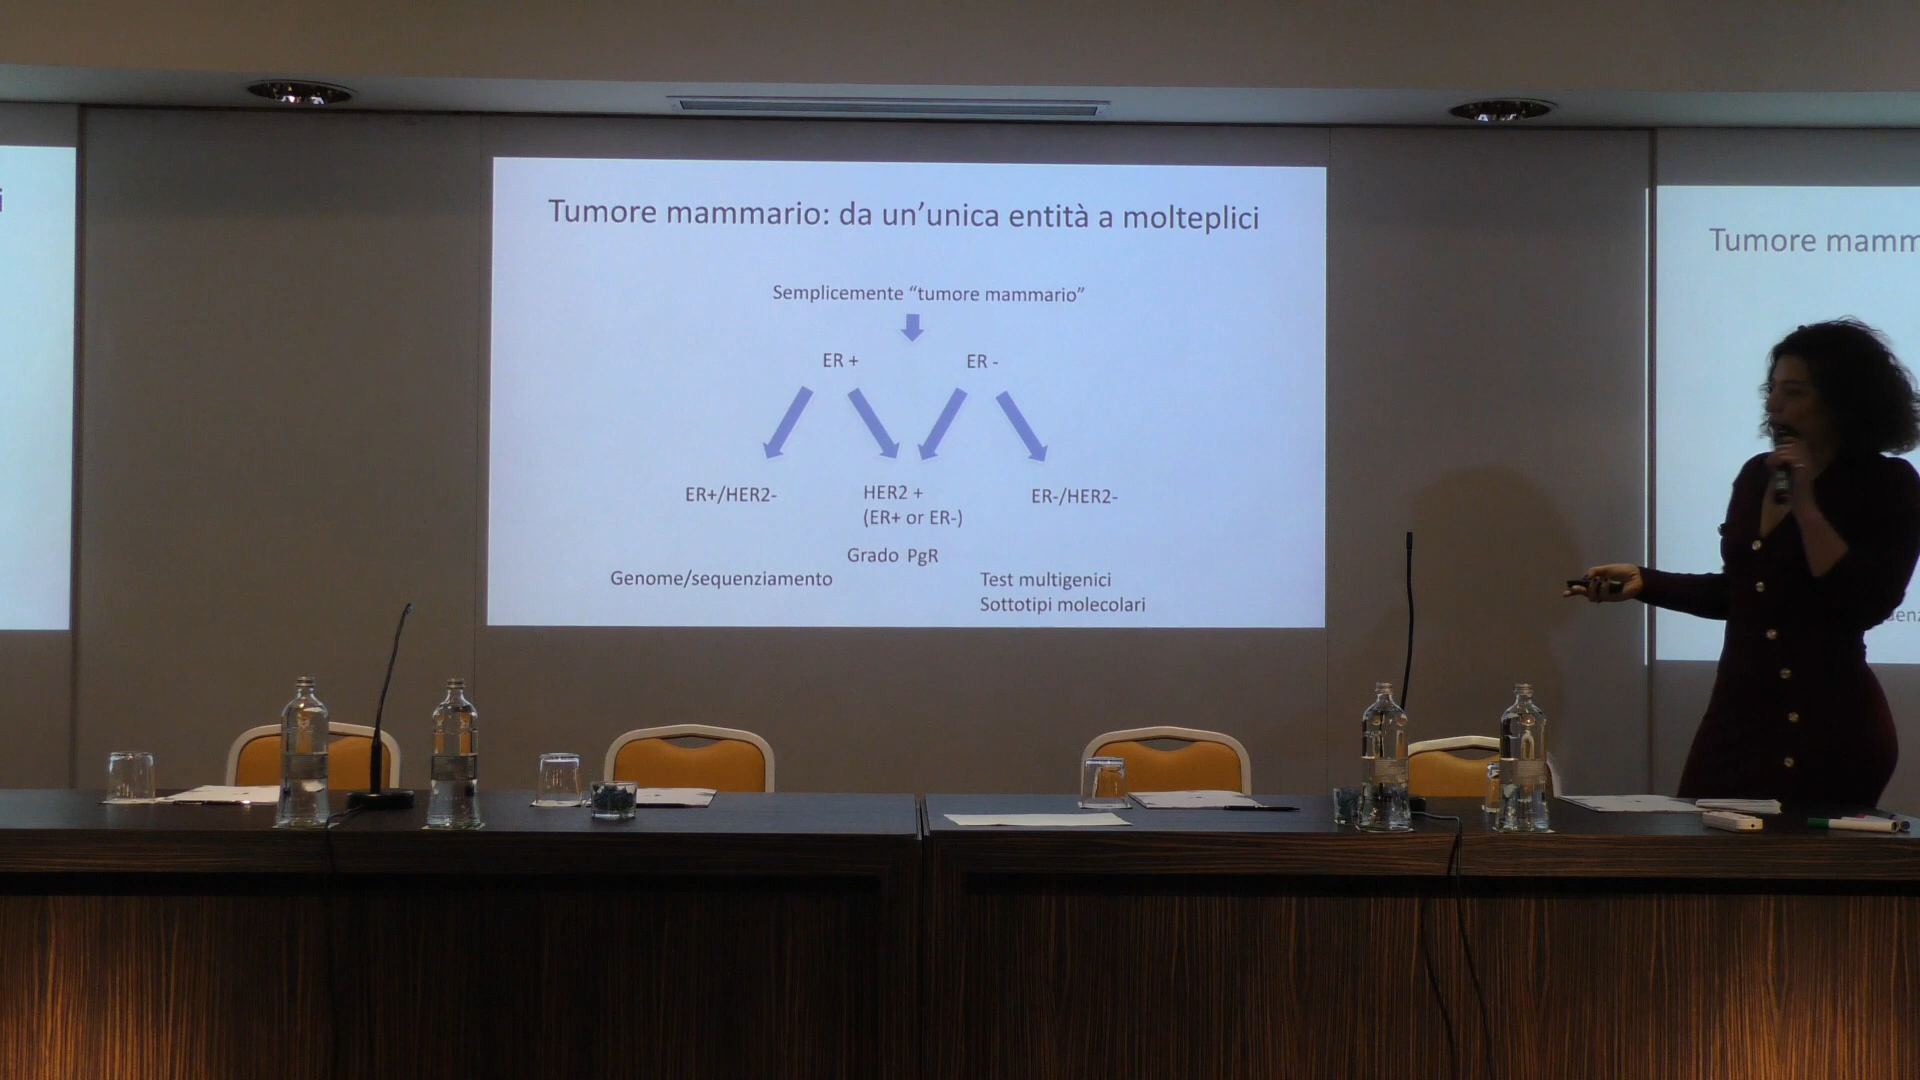 Tumore mammario: da un'unica entità a molteplici
Semplicemente “tumore mammario”
ER +
ER -
ER+/HER2-
HER2 +
(ER+ or ER-)
ER-/HER2-
Grado PgR
Genome/sequenziamento
Test multigenici
Sottotipi molecolari
i
Tumore mamm
enz